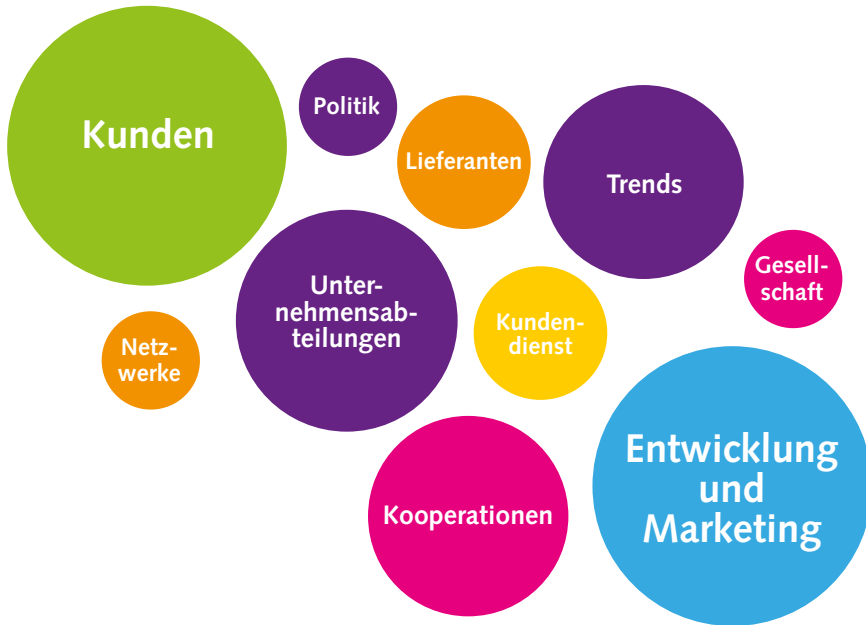 Kunden
Politik
Lieferanten
Trends
Gesell-
schaft
Unter-
nehmensab-
teilungen
Kunden-
dienst
Netz-
werke
Entwicklung
und
Marketing
Kooperationen